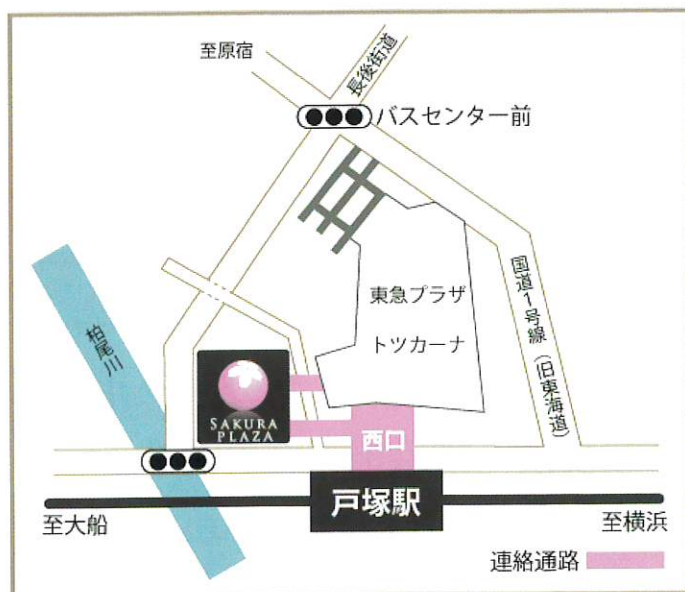 至原宿
長後街道
バスセンター前
東急プラザ
トツカーナ
国道1号線(旧東海道)
柏尾川
SAKURA
PLAZA
西口
戸塚駅
至大船
至横浜
連絡通路